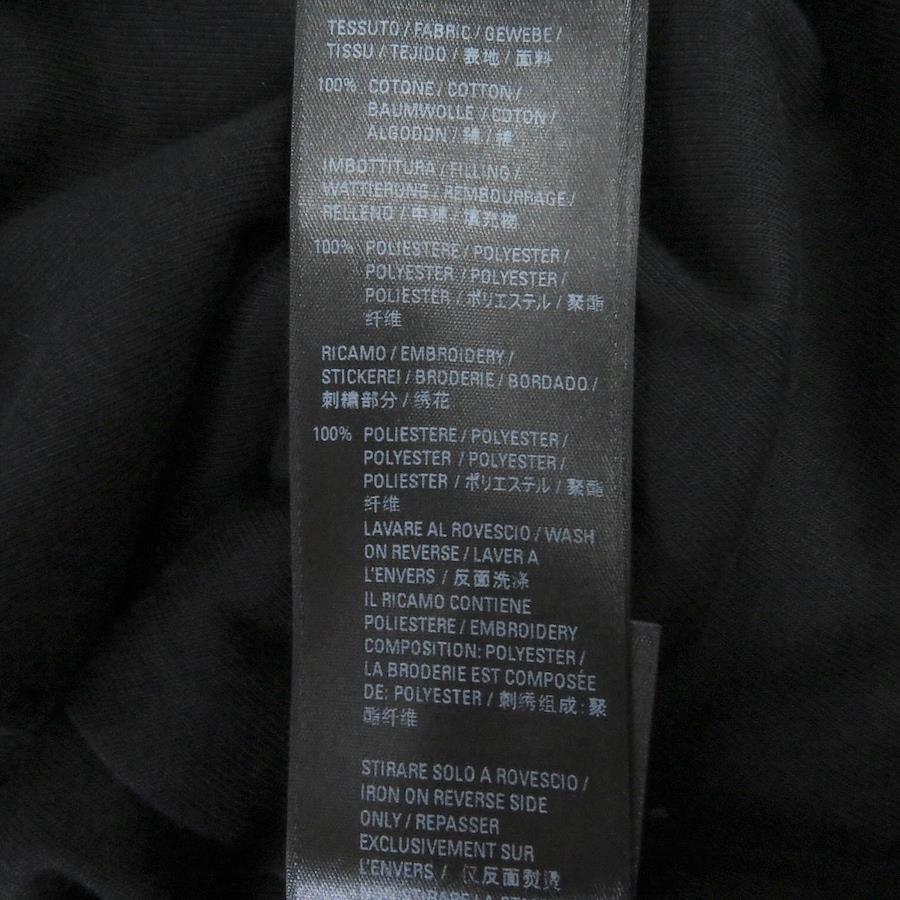 TESSUTO / FABRIC / GEWEBE /
TISSU / TEJIDO / 表地 / 面料
100% COTONE / COTTON /
BAUMWOLLE / COTON /
ALGODON / 綿 / 棉
IMBOTTITURA / FILLING /
WATTIERUNG / REMBOURRAGE /
RELLENO / 中綿 / 填充物
100% POLIESTERE / POLYESTER /
POLYESTER / POLYESTER /
POLIESTER / ポリエステル / 聚酯
纤维
RICAMO / EMBROIDERY /
STICKEREI / BRODERIE / BORDADO /
刺繍部分 / 绣花
100% POLIESTERE / POLYESTER /
POLYESTER / POLYESTER /
POLIESTER / ポリエステル / 聚酯
纤维
LAVARE AL ROVESCIO / WASH
ON REVERSE / LAVER A
L'ENVERS / 反面洗涤
IL RICAMO CONTIENE
POLIESTERE / EMBROIDERY
COMPOSITION: POLYESTER /
LA BRODERIE EST COMPOSÉE
DE: POLYESTER / 刺绣组成: 聚
酯纤维
STIRARE SOLO A ROVESCIO /
IRON ON REVERSE SIDE
ONLY / REPASSER
EXCLUSIVEMENT SUR
L'ENVERS / 仅反面熨烫